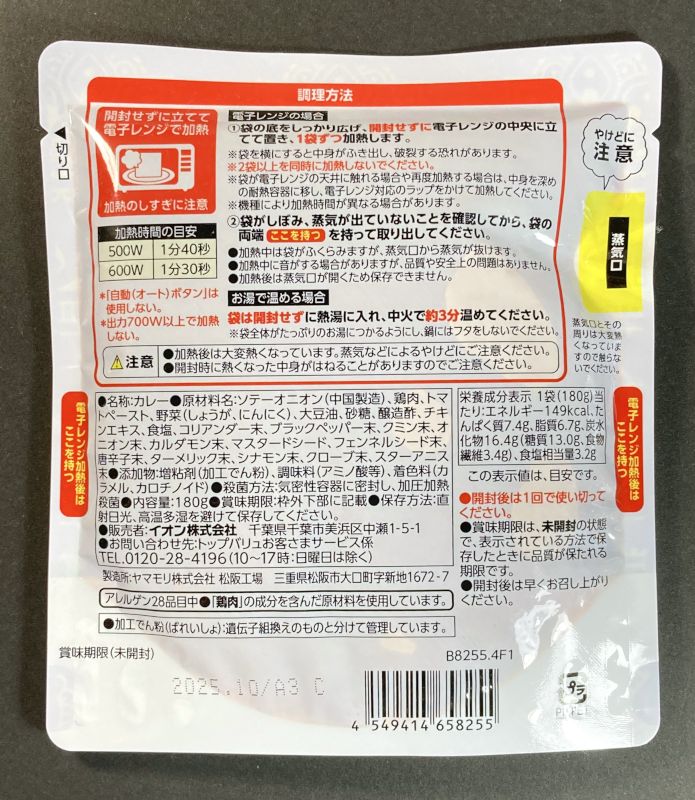 調理方法
開封せずに立てて
電子レンジで加熱
加熱のしすぎに注意
加熱時間の目安
500W 1分40秒
600W 1分30秒
*「自動(オート)ボタン」は
使用しない。
*出力700W以上で加熱
しない。
電子レンジの場合
①袋の底をしっかり広げ、開封せずに電子レンジの中央に立
てて置き、1袋ずつ加熱します。
※袋を横にすると中身がふき出し、破裂する恐れがあります。
※2袋以上を同時に加熱しないでください。
※袋が電子レンジの天井に触れる場合や再度加熱する場合は、中身を深め
の耐熱容器に移し、電子レンジ対応のラップをかけて加熱してください。
※機種により加熱時間が異なる場合があります。
②袋がしぼみ、蒸気が出ていないことを確認してから、袋の
両端 ここを持つ を持って取り出してください。
●加熱中は袋がふくらみますが、蒸気口から蒸気が抜けます。
●加熱中に音がする場合がありますが、品質や安全上の問題はありません。
●加熱後は蒸気口が開くため保存できません。
お湯で温める場合
袋は開封せずに熱湯に入れ、中火で約3分温めてください。
※袋全体がたっぷりのお湯につかるようにし、鍋にはフタをしないでください。
注意
●加熱後は大変熱くなっています。蒸気などによるやけどにご注意ください。
●開封時に熱くなった中身がはねることがありますのでご注意ください。
◀切り口
やけどに
注意
蒸気口
蒸気口とその
周りは大変熱
くなっていま
すので触らな
いでください。
電子レンジ加熱後は
ここを持つ
●名称:カレー●原材料名:ソテーオニオン(中国製造)、鶏肉、トマ
トペースト、野菜(しょうが、にんにく)、大豆油、砂糖、醸造酢、チキ
ンエキス、食塩、コリアンダー末、ブラックペッパー末、クミン末、オ
ニオン末、カルダモン末、マスタードシード、フェンネルシード末、
唐辛子末、ターメリック末、シナモン末、クローブ末、スターアニス
末●添加物:増粘剤(加工でん粉)、調味料(アミノ酸等)、着色料(カ
ラメル、カロチノイド)●殺菌方法:気密性容器に密封し、加圧加熱
殺菌●内容量:180g●賞味期限:枠外下部に記載●保存方法:直
射日光、高温多湿を避けて保存してください。
●販売者:イオン株式会社 千葉県千葉市美浜区中瀬1-5-1
●お問い合わせ先:トップバリュお客さまサービス係
TEL.0120-28-4196(10〜17時:日曜日は除く)
製造所:ヤマモリ株式会社 松阪工場 三重県松阪市大口町字新地1672-7
アレルゲン28品目中●「鶏肉」の成分を含んだ原材料を使用しています。
●加工でん粉(ばれいしょ):遺伝子組換えのものと分けて管理しています。
栄養成分表示 1袋(180g)当
たり:エネルギー149kcal、た
んぱく質7.4g、脂質6.7g、炭水
化物16.4g(糖質13.0g、食物
繊維3.4g)、食塩相当量3.2g
この表示値は、目安です。
●開封後は1回で使い切って
ください。
●賞味期限は、未開封の状態
で、表示されている方法で保
存したときに品質が保たれる
期限です。
●開封後は早くお召し上がり
ください。
電子レンジ加熱後は
ここを持つ
賞味期限(未開封)
B8255.4F1
2025.10/A3 C
4 549414 658255
プラ